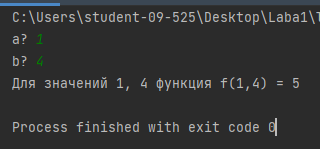 C:\Users\student-09-525\Desktop\Laba1\
a? 1
b? 4
Для значений 1, 4 функция f(1,4) = 5
Process finished with exit code 0